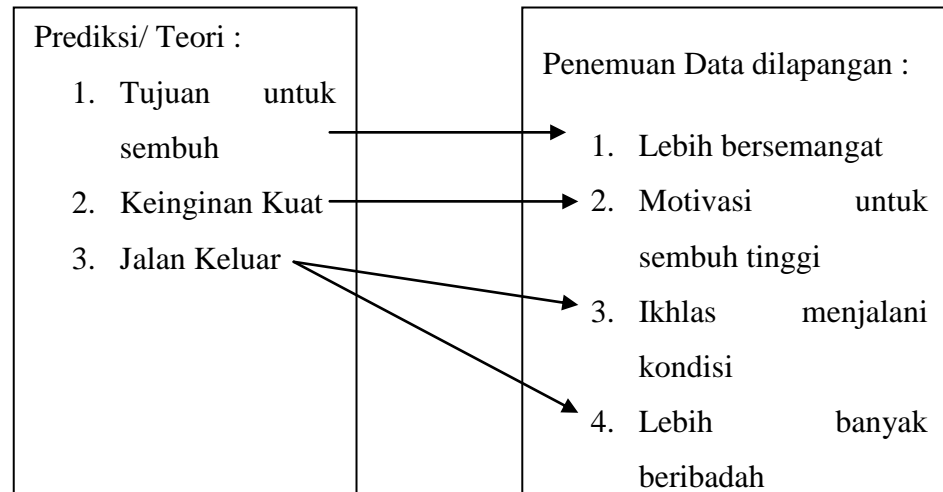 Prediksi/ Teori :
1. Tujuan untuk
sembuh
2. Keinginan Kuat
3. Jalan Keluar
Penemuan Data dilapangan :
1. Lebih bersemangat
2. Motivasi untuk
sembuh tinggi
3. Ikhlas menjalani
kondisi
4. Lebih banyak
beribadah